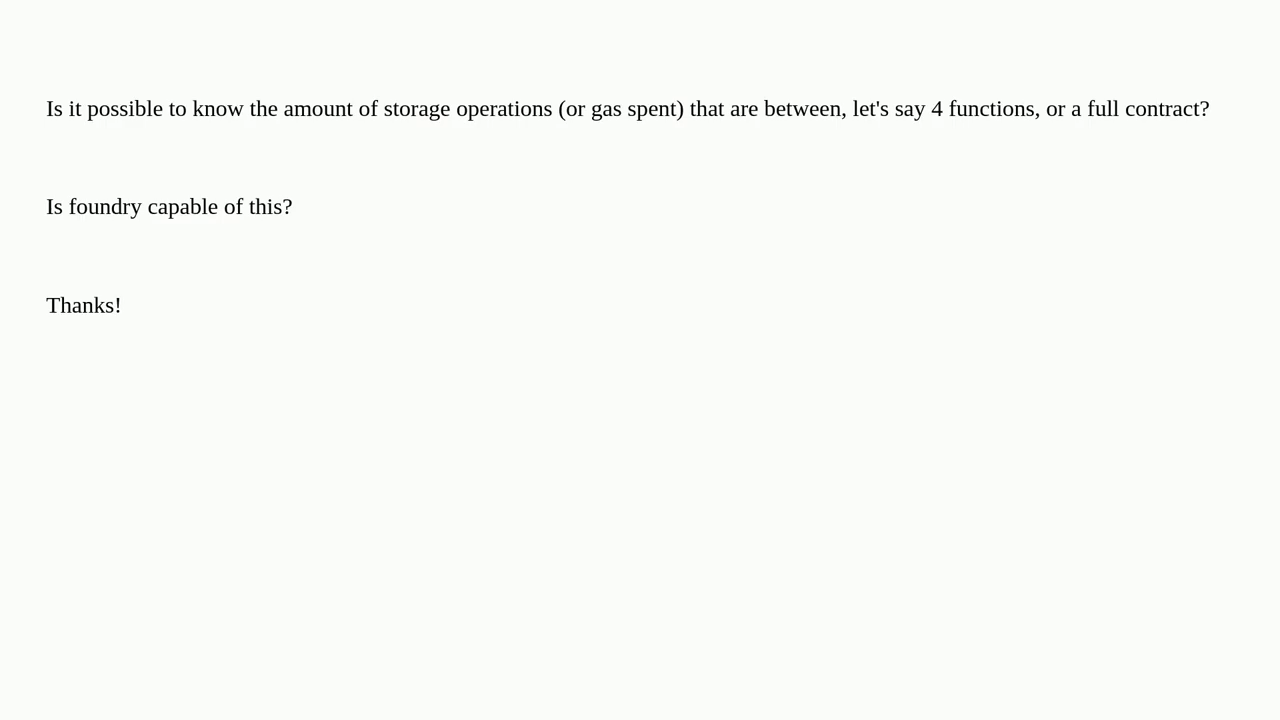 Is it possible to know the amount of storage operations (or gas spent) that are between, let's say 4 functions, or a full contract?
Is foundry capable of this?
Thanks!